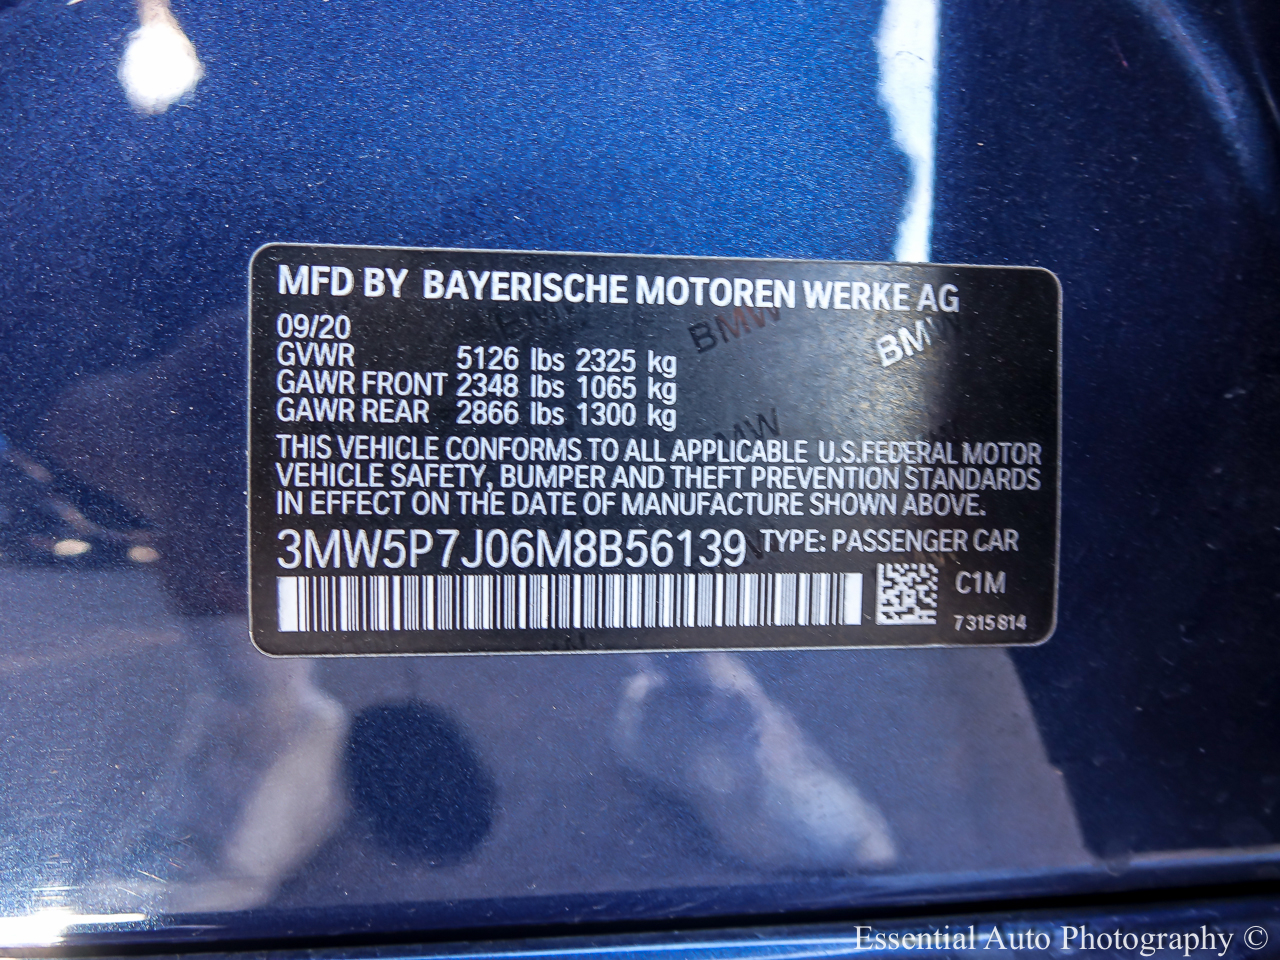 MFD BY BAYERISCHE MOTOREN WERKE AG
09/20
GVWR 5126 lbs 2325 kg
GAWR FRONT 2348 lbs 1065 kg
GAWR REAR 2866 lbs 1300 kg
THIS VEHICLE CONFORMS TO ALL APPLICABLE U.S.FEDERAL MOTOR
VEHICLE SAFETY, BUMPER AND THEFT PREVENTION STANDARDS
IN EFFECT ON THE DATE OF MANUFACTURE SHOWN ABOVE.
3MW5P7J06M8B56139 TYPE: PASSENGER CAR
C1M
7315814
BMW
BMW
BMW
Essential Auto Photography ©